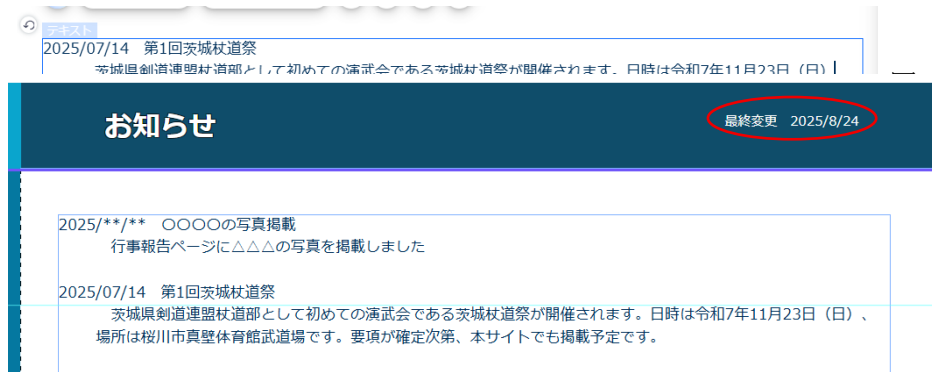 テキスト
2025/07/14　第1回茨城杖道祭
茨城県剣道連盟杖道部として初めての演武会である茨城杖道祭が開催されます。日時は令和7年11月23日（日）
お知らせ
最終変更　2025/8/24
2025/**/**　〇〇〇〇の写真掲載
行事報告ページに△△△の写真を掲載しました
2025/07/14　第1回茨城杖道祭
茨城県剣道連盟杖道部として初めての演武会である茨城杖道祭が開催されます。日時は令和7年11月23日（日）、
場所は桜川市真壁体育館武道場です。要項が確定次第、本サイトでも掲載予定です。